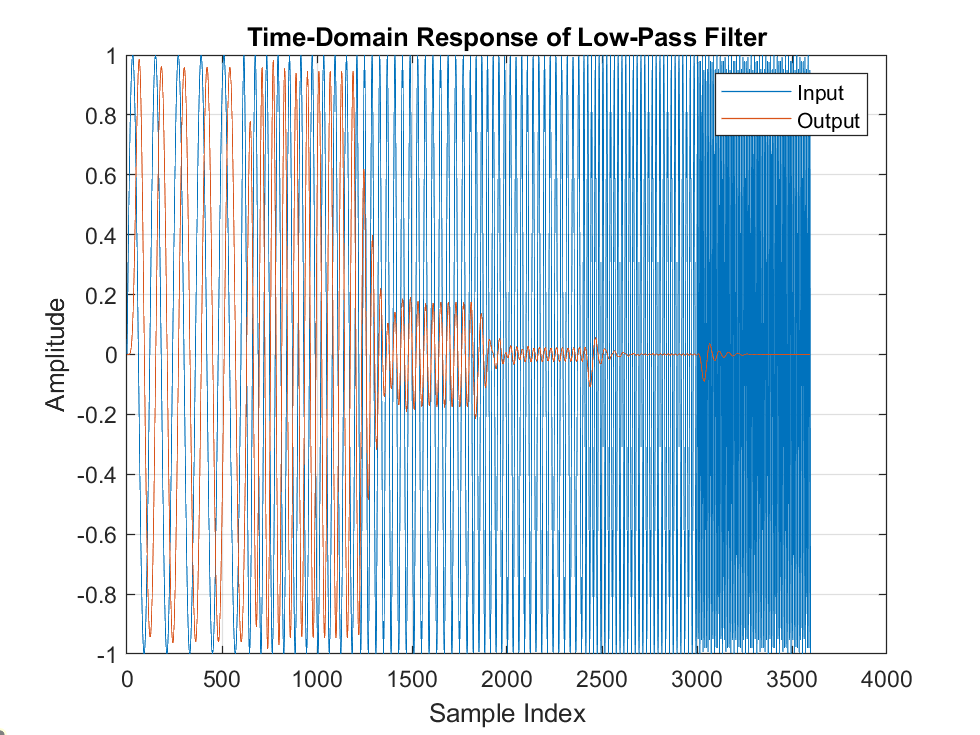 Time-Domain Response of Low-Pass Filter
1
0.8
0.6
0.4
0.2
0
-0.2
-0.4
-0.6
-0.8
-1
Amplitude
Input
Output
0 500 1000 1500 2000 2500 3000 3500 4000
Sample Index